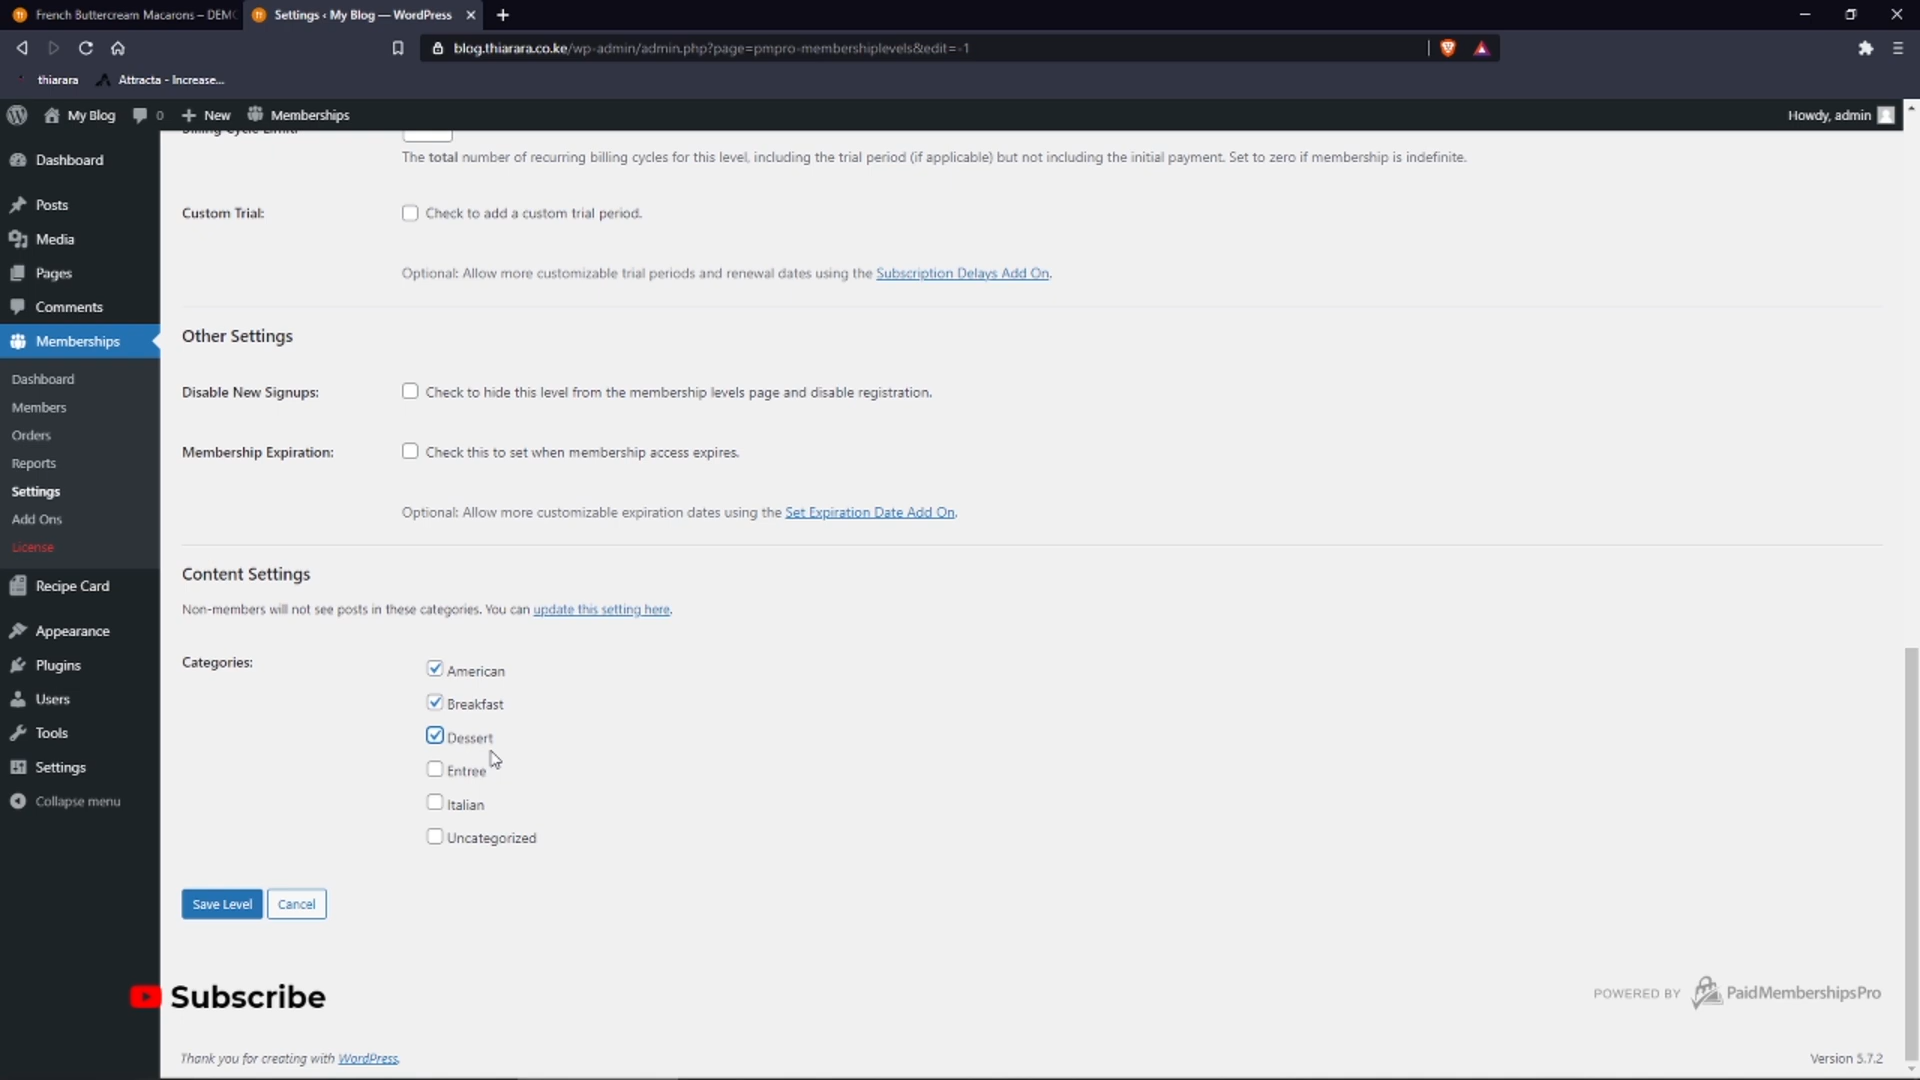 French Buttercream Macarons – DEMO
Settings ‹ My Blog — WordPress
blog.thiarara.co.ke/wp-admin/admin.php?page=pmpro-membershiplevels&edit=-1
thiarara
Attracta - Increase...
My Blog
0
New
Memberships
Howdy, admin
Billing Cycle Limit:
The total number of recurring billing cycles for this level, including the trial period (if applicable) but not including the initial payment. Set to zero if membership is indefinite.
Custom Trial:
Check to add a custom trial period.
Optional: Allow more customizable trial periods and renewal dates using the Subscription Delays Add On.
Other Settings
Disable New Signups:
Check to hide this level from the membership levels page and disable registration.
Membership Expiration:
Check this to set when membership access expires.
Optional: Allow more customizable expiration dates using the Set Expiration Date Add On.
Content Settings
Non-members will not see posts in these categories. You can update this setting here.
Categories:
American
Breakfast
Dessert
Entree
Italian
Uncategorized
Save Level
Cancel
Dashboard
Posts
Media
Pages
Comments
Memberships
Dashboard
Members
Orders
Reports
Settings
Add Ons
License
Recipe Card
Appearance
Plugins
Users
Tools
Settings
Collapse menu
Subscribe
POWERED BY PaidMembershipsPro
Thank you for creating with WordPress.
Version 5.7.2